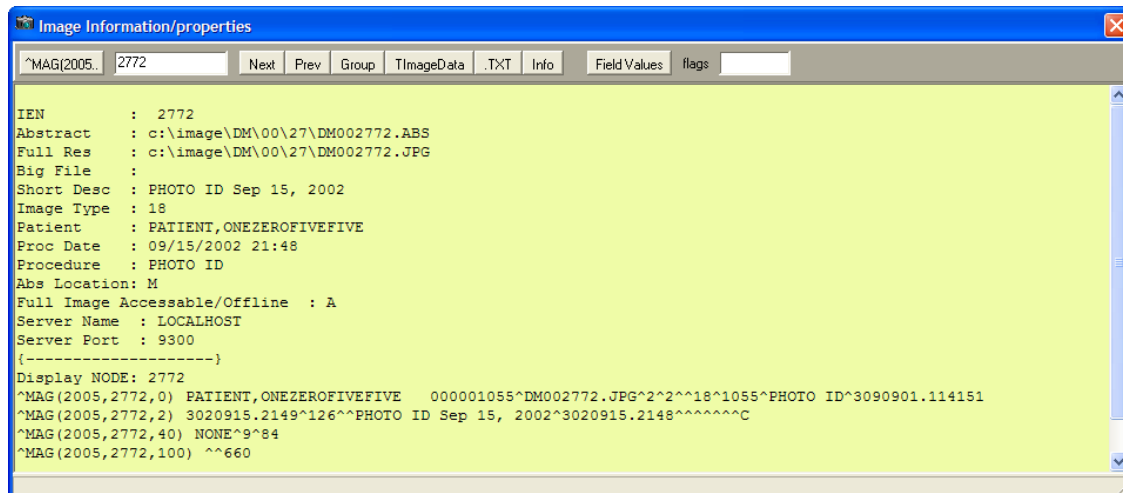 Image Information/properties
^MAG(2005.. 2772 Next Prev Group TImageData .TXT Info Field Values flags
IEN : 2772
Abstract : c:\image\DM\00\27\DM002772.ABS
Full Res : c:\image\DM\00\27\DM002772.JPG
Big File :
Short Desc : PHOTO ID Sep 15, 2002
Image Type : 18
Patient : PATIENT,ONEZEROFIVEFIVE
Proc Date : 09/15/2002 21:48
Procedure : PHOTO ID
Abs Location: M
Full Image Accessable/Offline : A
Server Name : LOCALHOST
Server Port : 9300
{--------------------}
Display NODE: 2772
^MAG(2005,2772,0) PATIENT,ONEZEROFIVEFIVE 000001055^DM002772.JPG^2^2^^18^1055^PHOTO ID^3090901.114151
^MAG(2005,2772,2) 3020915.2149^126^^PHOTO ID Sep 15, 2002^3020915.2148^^^^^^^C
^MAG(2005,2772,40) NONE^9^84
^MAG(2005,2772,100) ^^660